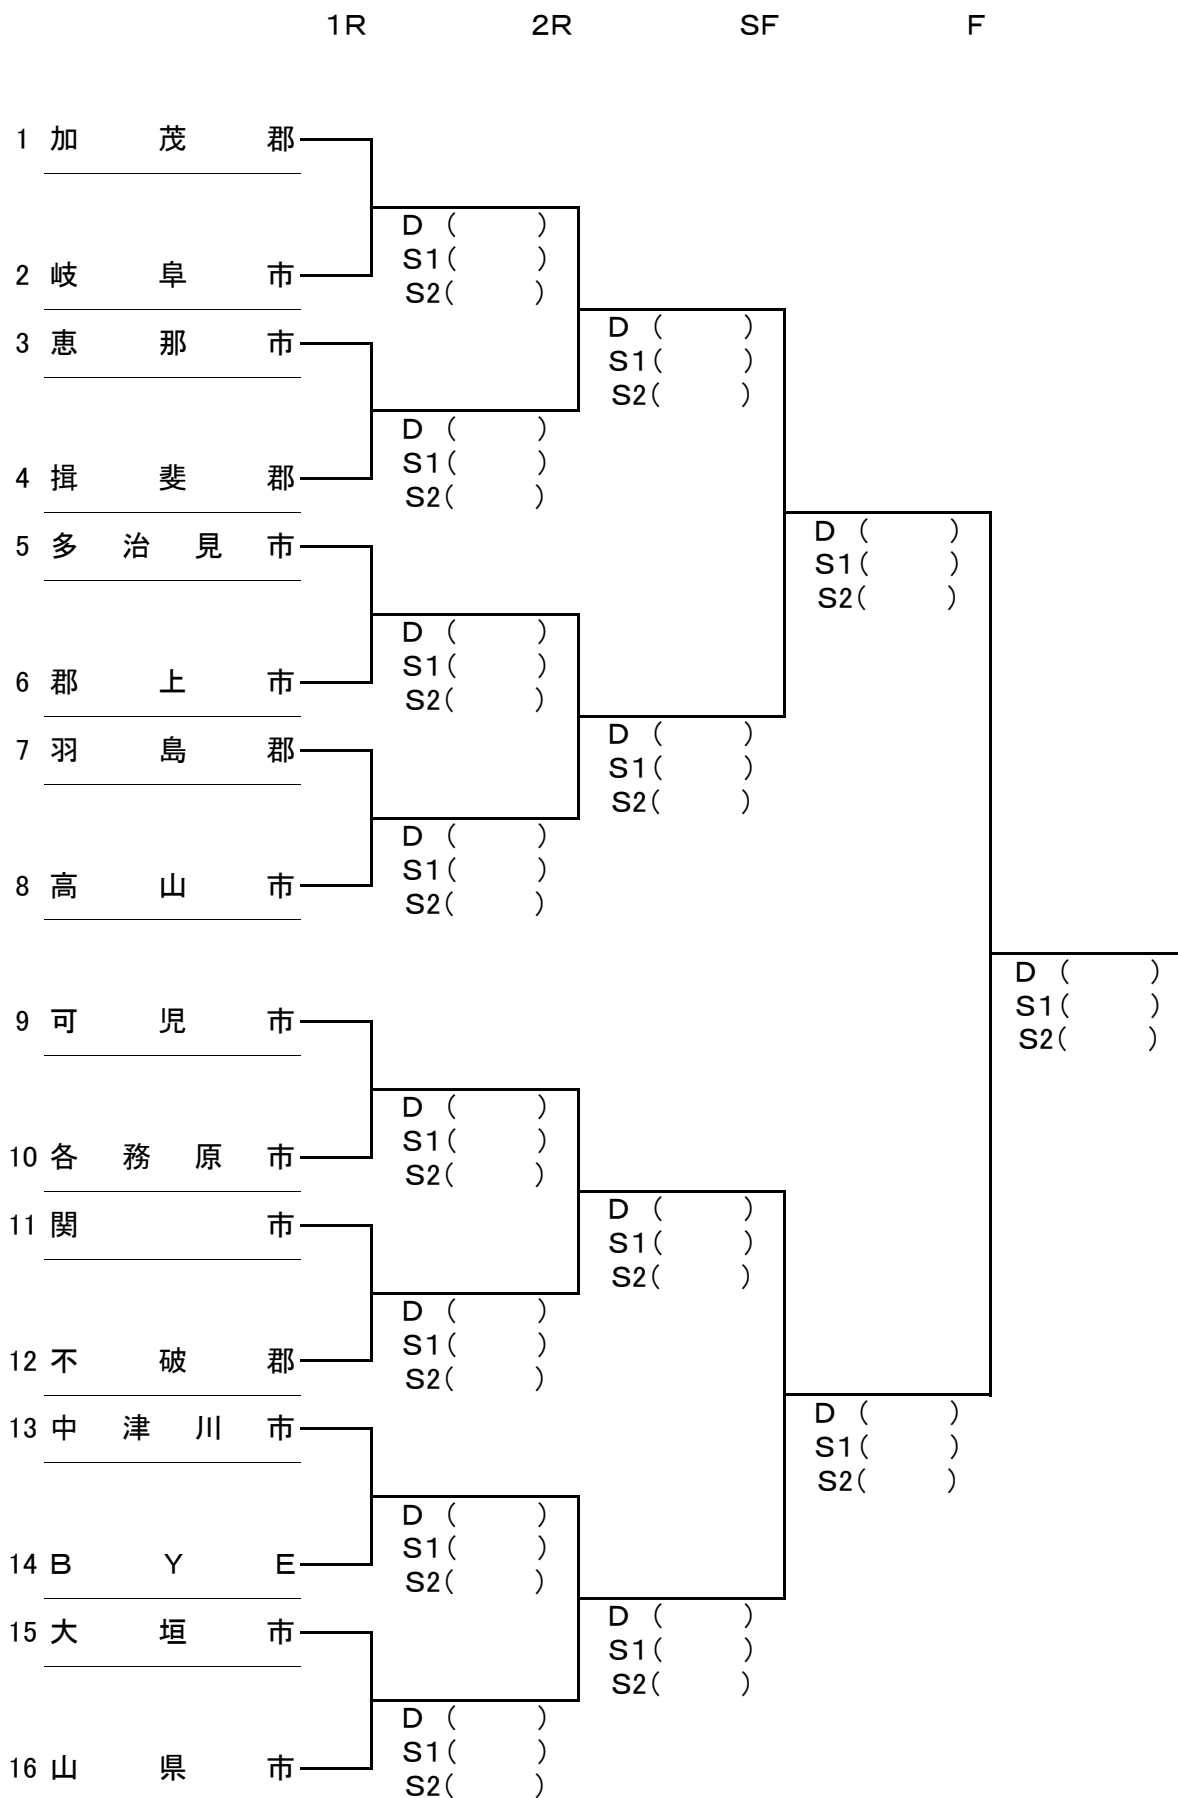 １Ｒ ２Ｒ ＳＦ Ｆ
1 加茂郡
Ｄ （ ）
Ｓ１（ ）
2 岐阜市
Ｓ２（ ）
Ｄ （ ）
3 恵那市
Ｓ１（ ）
Ｓ２（ ）
Ｄ （ ）
Ｓ１（ ）
4 揖斐郡
Ｓ２（ ）
Ｄ （ ）
5 多治見市
Ｓ１（ ）
Ｓ２（ ）
Ｄ （ ）
Ｓ１（ ）
6 郡上市
Ｓ２（ ）
Ｄ （ ）
7 羽島郡
Ｓ１（ ）
Ｓ２（ ）
Ｄ （ ）
Ｓ１（ ）
8 高山市
Ｓ２（ ）
Ｄ （ ）
Ｓ１（ ）
9 可児市
Ｓ２（ ）
Ｄ （ ）
Ｓ１（ ）
10 各務原市
Ｓ２（ ）
Ｄ （ ）
11 関市
Ｓ１（ ）
Ｓ２（ ）
Ｄ （ ）
Ｓ１（ ）
12 不破郡
Ｓ２（ ）
Ｄ （ ）
13 中津川市
Ｓ１（ ）
Ｓ２（ ）
Ｄ （ ）
Ｓ１（ ）
14 ＢＹＥ
Ｓ２（ ）
Ｄ （ ）
15 大垣市
Ｓ１（ ）
Ｓ２（ ）
Ｄ （ ）
Ｓ１（ ）
16 山県市
Ｓ２（ ）